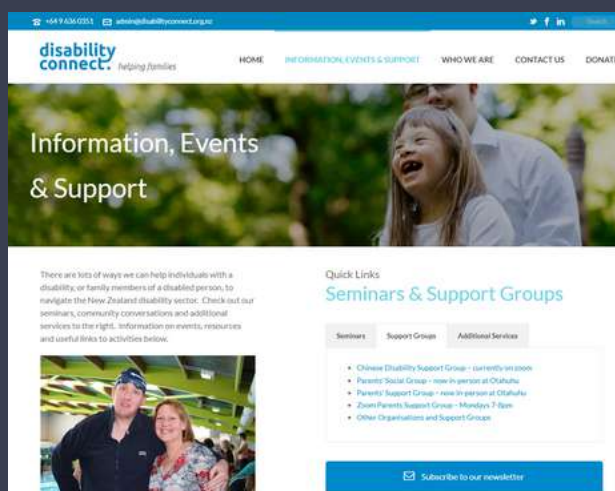 +64 9 636 0351 admin@disabilityconnect.org.nz
Search
disability
connect. helping families
HOME INFORMATION, EVENTS & SUPPORT WHO WE ARE CONTACT US DONATE
Information, Events
& Support
There are lots of ways we can help individuals with a
disability, or family members of a disabled person, to
navigate the New Zealand disability sector. Check out our
seminars, community conversations and additional
services to the right. Information on events, resources
and useful links to activities below.
Quick Links
Seminars & Support Groups
Seminars Support Groups Additional Services
Chinese Disability Support Group – currently on zoom
Parents' Social Group – now in-person at Otahuhu
Parents' Support Group – now in-person at Otahuhu
Zoom Parents Support Group – Mondays 7-8pm
Other Organisations and Support Groups
Subscribe to our newsletter